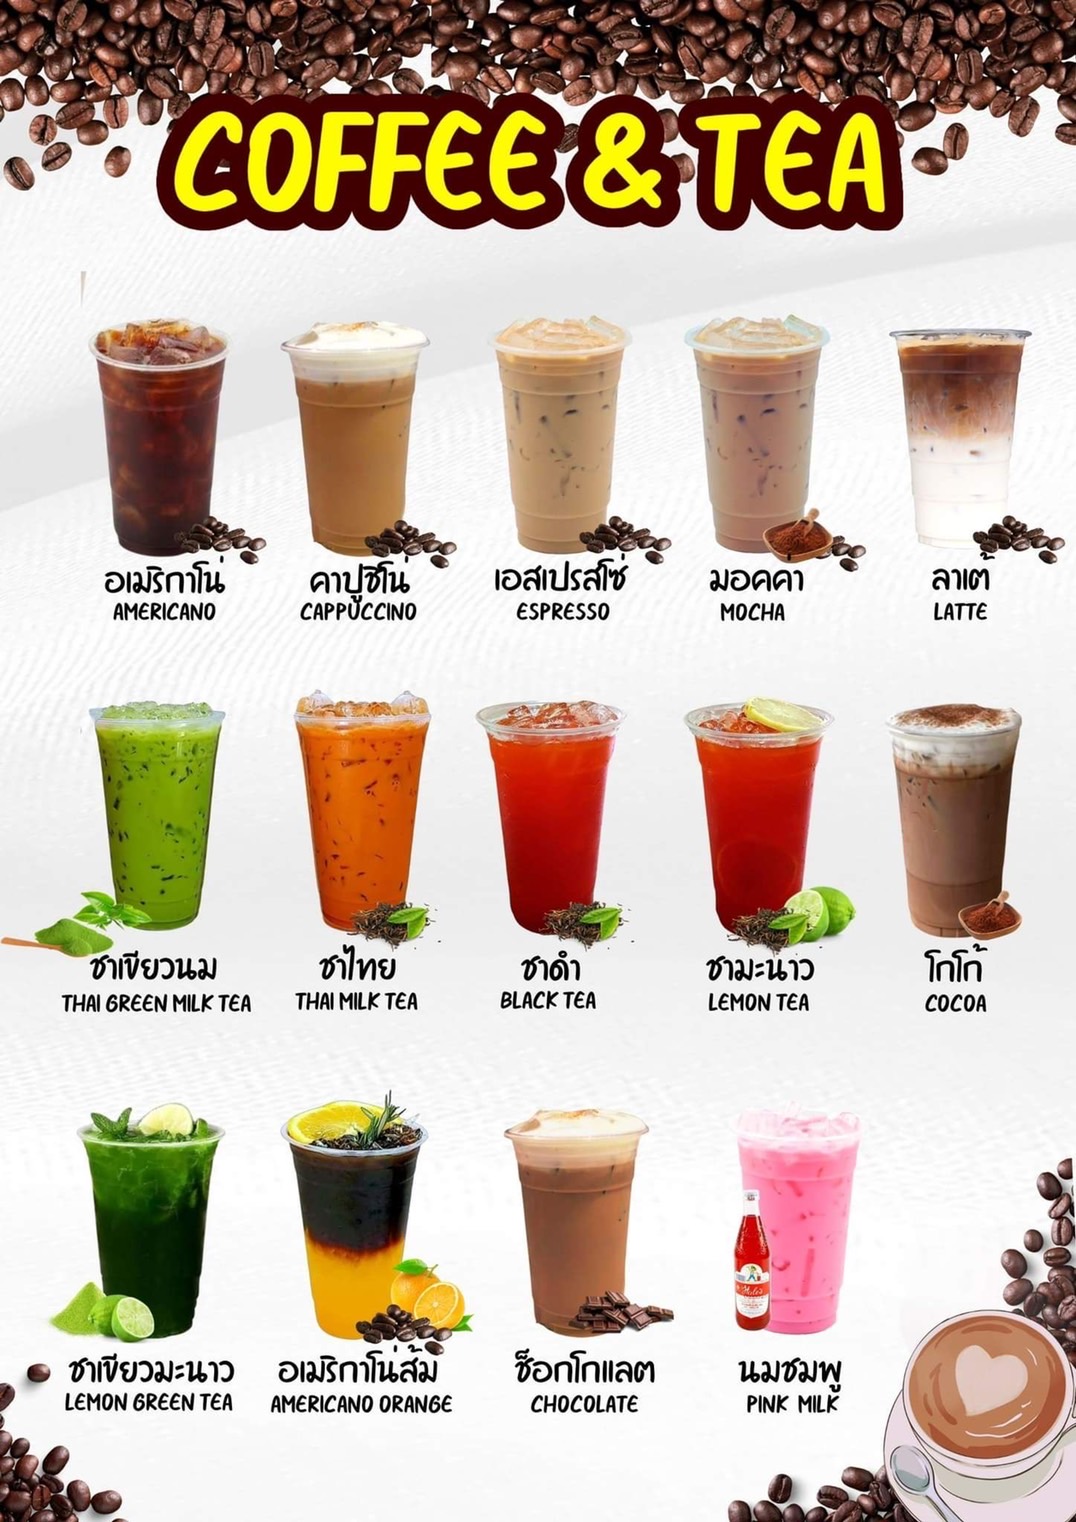 COFFEE & TEA
อเมริกาโน่
AMERICANO
คาปูชิโน่
CAPPUCCINO
เอสเปรสโซ่
ESPRESSO
มอคคา
MOCHA
ลาเต้
LATTE
ชาเขียวนม
THAI GREEN MILK TEA
ชาไทย
THAI MILK TEA
ชาดำ
BLACK TEA
ชามะนาว
LEMON TEA
โกโก้
COCOA
ชาเขียวมะนาว
LEMON GREEN TEA
อเมริกาโน่ส้ม
AMERICANO ORANGE
ช็อกโกแลต
CHOCOLATE
นมชมพู
PINK MILK